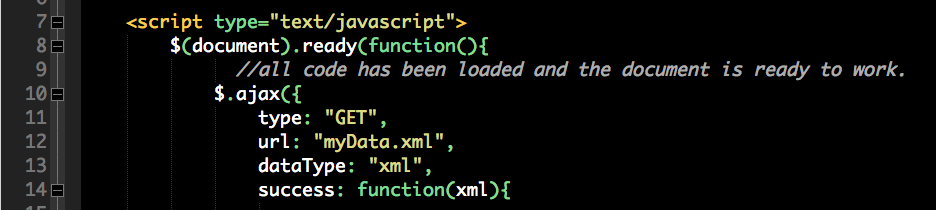 7 <script type="text/javascript">
8 $(document).ready(function(){
9 //all code has been loaded and the document is ready to work.
10 $.ajax({
11 type: "GET",
12 url: "myData.xml",
13 dataType: "xml",
14 success: function(xml){